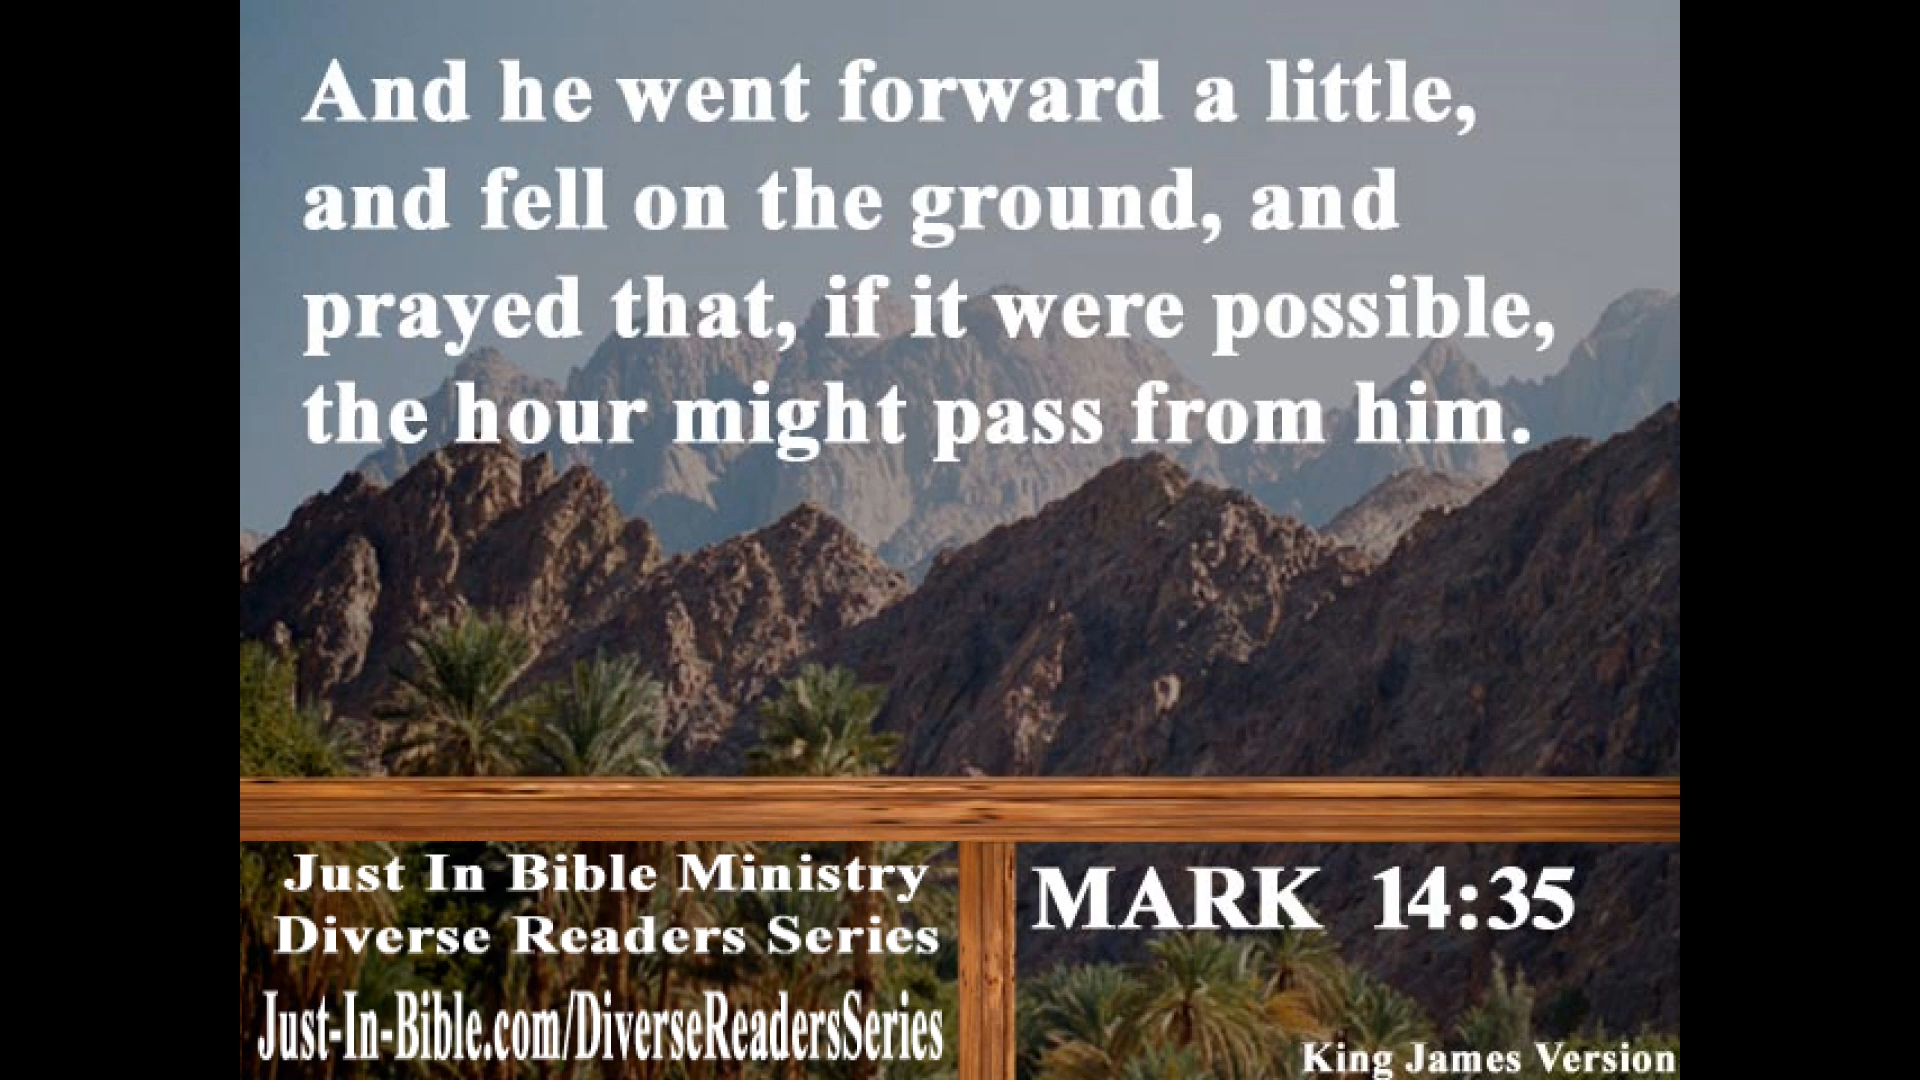 And he went forward a little,
and fell on the ground, and
prayed that, if it were possible,
the hour might pass from him.
Just In Bible Ministry
Diverse Readers Series
Just-In-Bible.com/DiverseReadersSeries
MARK 14:35
King James Version